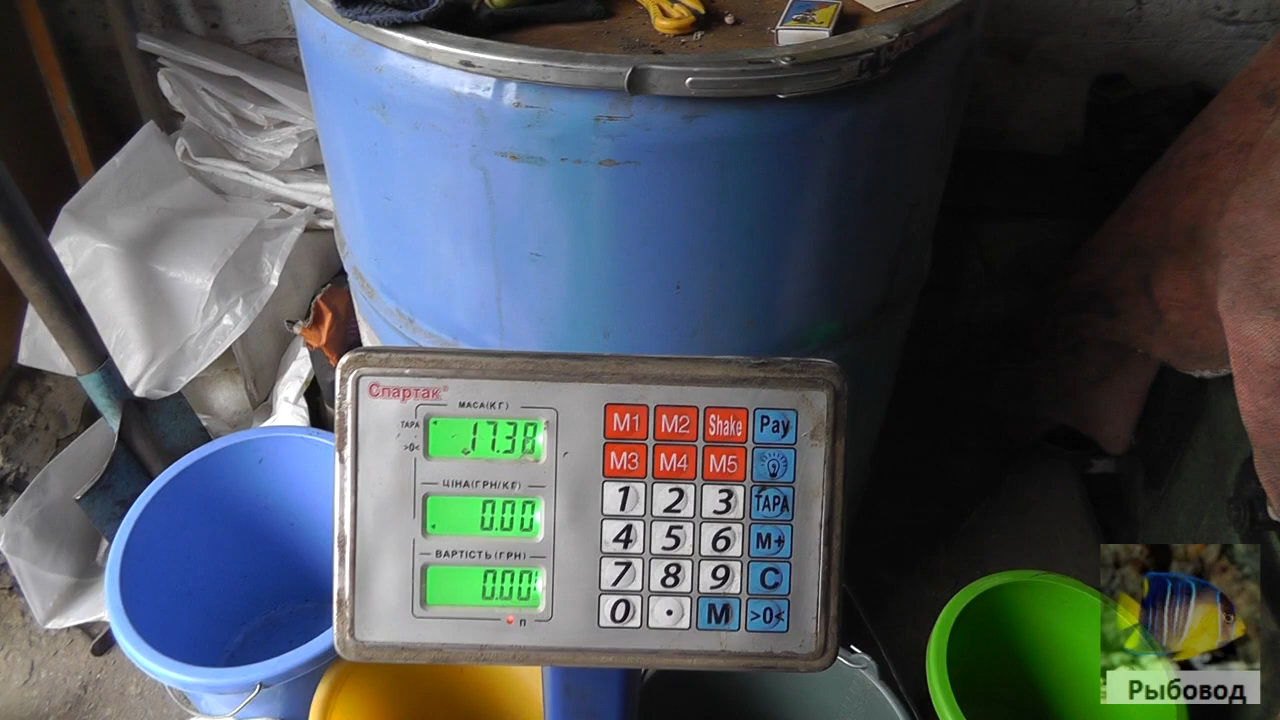 Спартак®
МАСА(КГ)
ТАРА
>0<
17.38
ЦІНА(ГРН/КГ)
0.00
ВАРТІСТЬ(ГРН)
0.00
П
M1 M2 Shake Pay
M3 M4 M5
1 2 3 ТАРА
4 5 6 M+
7 8 9 C
0 . M >0<
Рыбовод